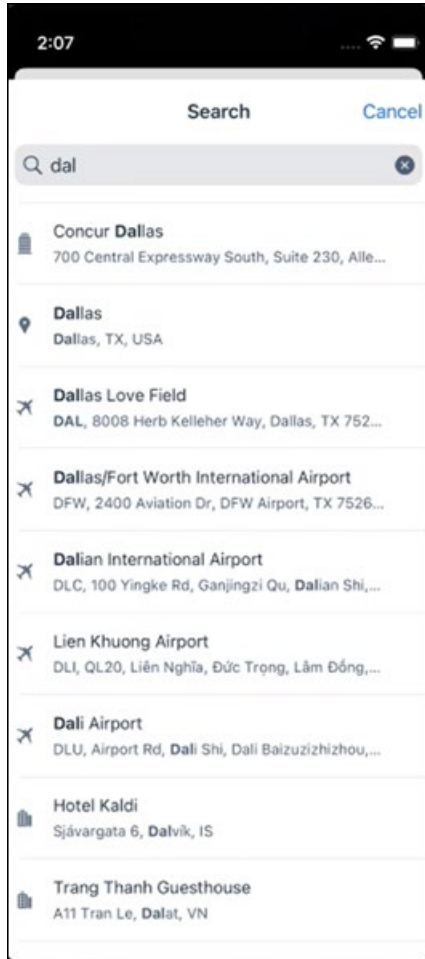 2:07
Search
Cancel
dal
Concur Dallas
700 Central Expressway South, Suite 230, Alle...
Dallas
Dallas, TX, USA
Dallas Love Field
DAL, 8008 Herb Kelleher Way, Dallas, TX 752...
Dallas/Fort Worth International Airport
DFW, 2400 Aviation Dr, DFW Airport, TX 7526...
Dalian International Airport
DLC, 100 Yingke Rd, Ganjingzi Qu, Dalian Shi,...
Lien Khuong Airport
DLI, QL20, Liên Nghĩa, Đức Trọng, Lâm Đồng,...
Dali Airport
DLU, Airport Rd, Dali Shi, Dali Baizuzizhizhou,...
Hotel Kaldi
Sjávargata 6, Dalvík, IS
Trang Thanh Guesthouse
A11 Tran Le, Dalat, VN